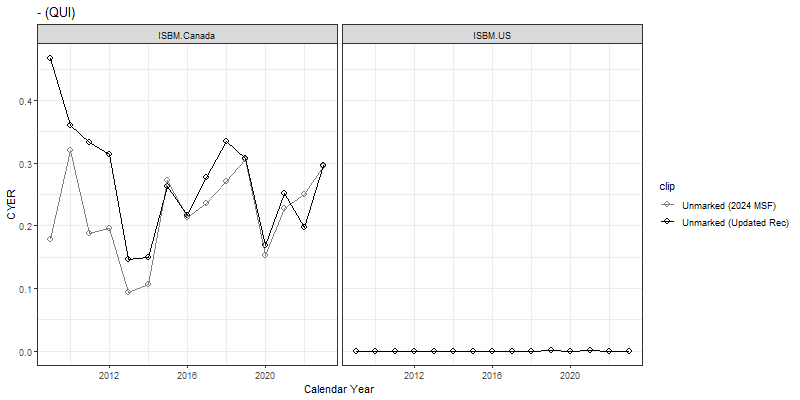 - (QUI)
ISBM.Canada
ISBM.US
0.4
0.3
0.2
0.1
0.0
CYER
2012
2016
2020
2012
2016
2020
Calendar Year
clip
Unmarked (2024 MSF)
Unmarked (Updated Rec)